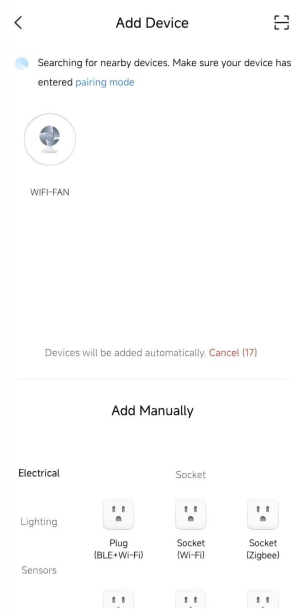 Add Device
Searching for nearby devices. Make sure your device has
entered pairing mode
WIFI-FAN
Devices will be added automatically. Cancel (17)
Add Manually
Electrical
Socket
Lighting
Plug
(BLE+Wi-Fi)
Socket
(Wi-Fi)
Socket
(Zigbee)
Sensors